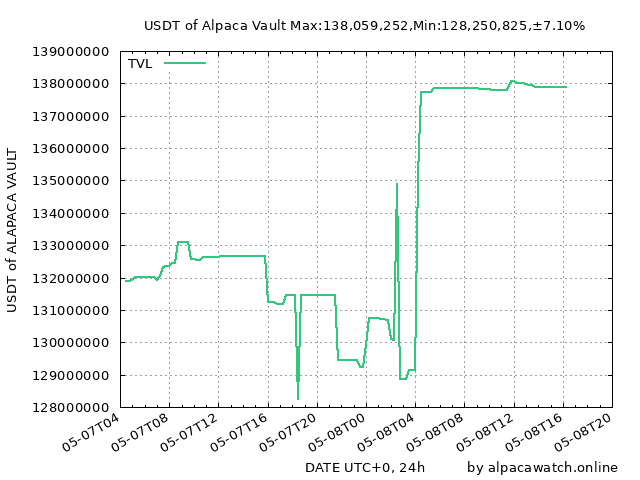 USDT of Alpaca Vault Max:138,059,252,Min:128,250,825,±7.10%
139000000
TVL
138000000
137000000
136000000
135000000
134000000
133000000
132000000
131000000
130000000
129000000
128000000
USDT of ALAPACA VAULT
05-07T04
05-07T08
05-07T12
05-07T16
05-07T20
05-08T00
05-08T04
05-08T08
05-08T12
05-08T16
05-08T20
DATE UTC+0, 24h
by alpacawatch.online